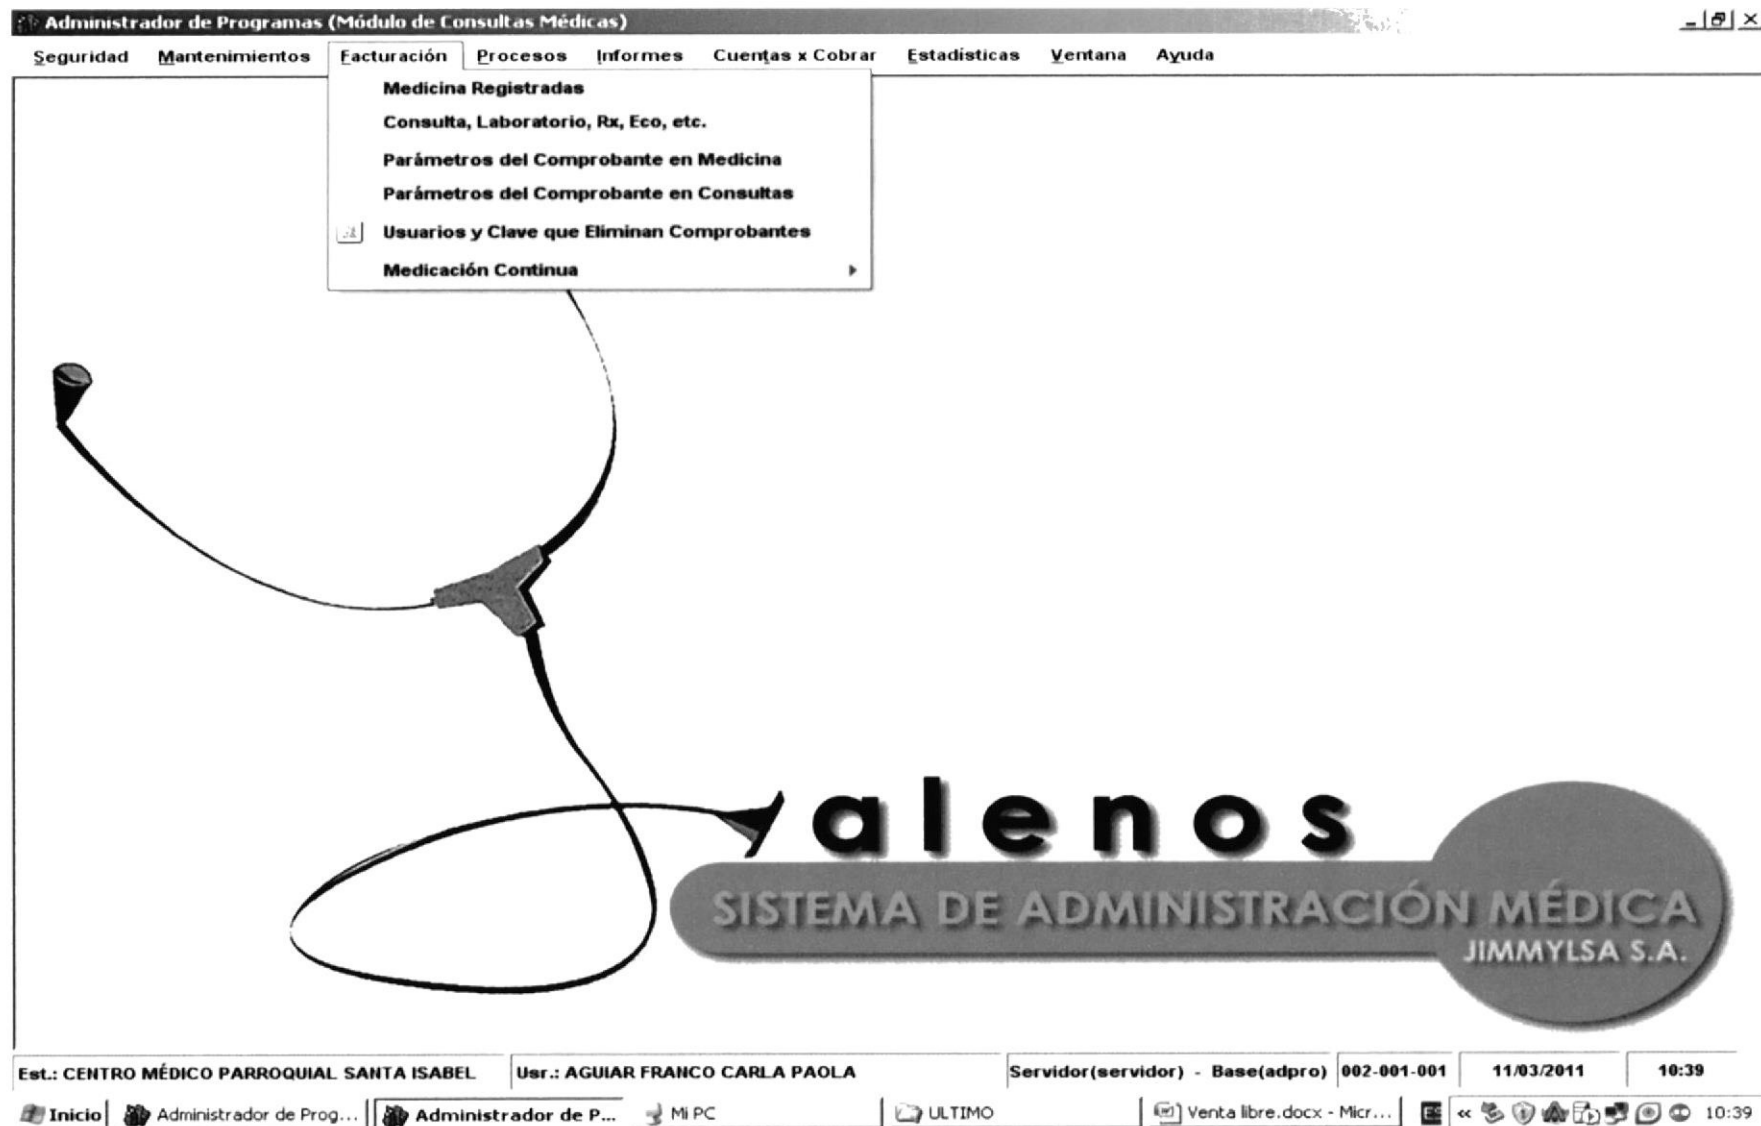 Administrador de Programas (Módulo de Consultas Médicas)
Seguridad Mantenimientos Facturación Procesos Informes Cuentas x Cobrar Estadísticas Ventana Ayuda
Medicina Registradas
Consulta, Laboratorio, Rx, Eco, etc.
Parámetros del Comprobante en Medicina
Parámetros del Comprobante en Consultas
Usuarios y Clave que Eliminan Comprobantes
Medicación Continua
alenos
SISTEMA DE ADMINISTRACIÓN MÉDICA
JIMMYLSA S.A.
Est.: CENTRO MÉDICO PARROQUIAL SANTA ISABEL Usr.: AGUIAR FRANCO CARLA PAOLA Servidor(servidor) - Base(adpro) 002-001-001 11/03/2011 10:39
Inicio Administrador de Prog... Administrador de P... Mi PC ULTIMO Venta libre.docx - Micr... ES « 10:39